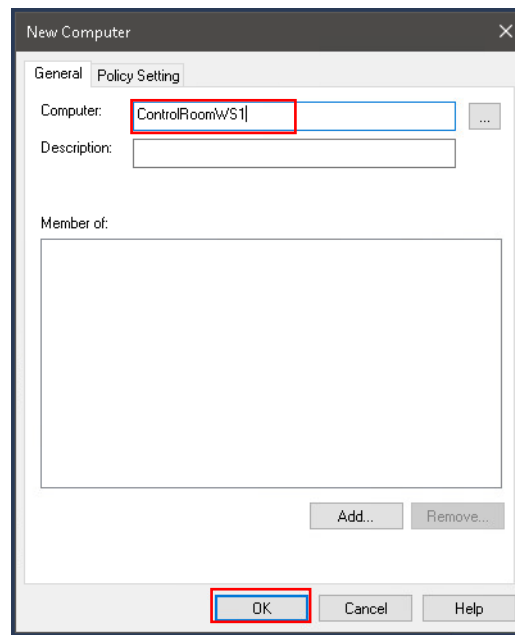 New Computer
General Policy Setting
Computer: ControlRoomWS1 ...
Description:
Member of:
Add... Remove...
OK Cancel Help